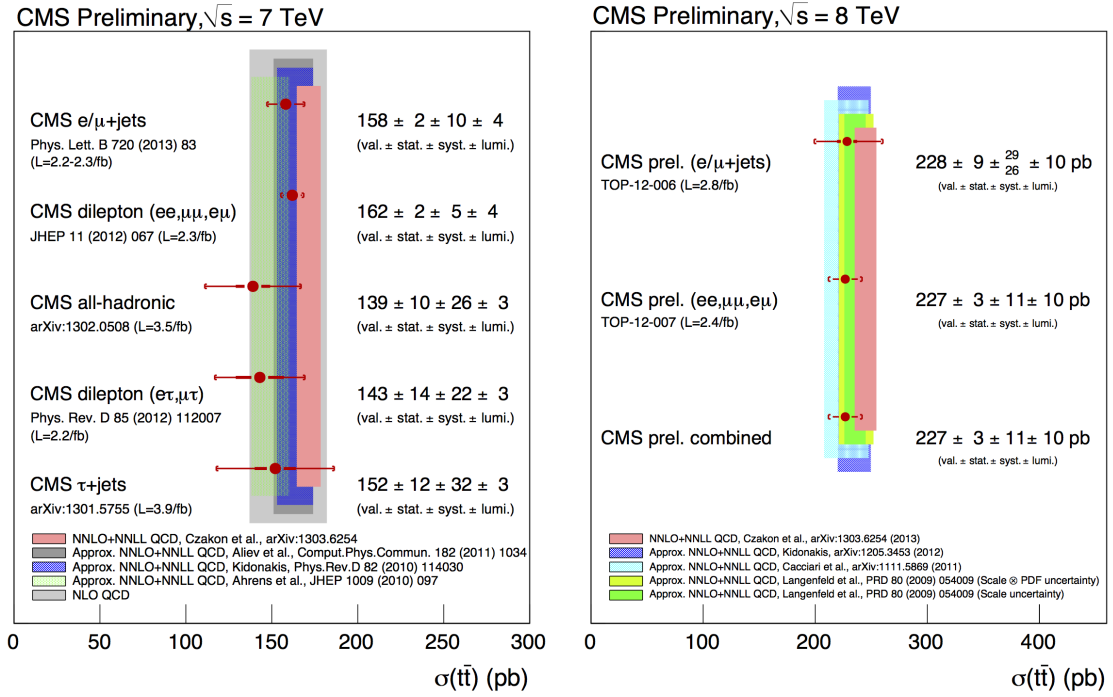 CMS Preliminary,√s = 7 TeV
CMS e/μ+jets
Phys. Lett. B 720 (2013) 83
(L=2.2-2.3/fb)
158 ± 2 ± 10 ± 4
(val. ± stat. ± syst. ± lumi.)
CMS dilepton (ee,μμ,eμ)
JHEP 11 (2012) 067 (L=2.3/fb)
162 ± 2 ± 5 ± 4
(val. ± stat. ± syst. ± lumi.)
CMS all-hadronic
arXiv:1302.0508 (L=3.5/fb)
139 ± 10 ± 26 ± 3
(val. ± stat. ± syst. ± lumi.)
CMS dilepton (eτ,μτ)
Phys. Rev. D 85 (2012) 112007
(L=2.2/fb)
143 ± 14 ± 22 ± 3
(val. ± stat. ± syst. ± lumi.)
CMS τ+jets
arXiv:1301.5755 (L=3.9/fb)
152 ± 12 ± 32 ± 3
(val. ± stat. ± syst. ± lumi.)
NNLO+NNLL QCD, Czakon et al., arXiv:1303.6254
Approx. NNLO+NNLL QCD, Aliev et al., Comput.Phys.Commun. 182 (2011) 1034
Approx. NNLO+NNLL QCD, Kidonakis, Phys.Rev.D 82 (2010) 114030
Approx. NNLO+NNLL QCD, Ahrens et al., JHEP 1009 (2010) 097
NLO QCD
0 50 100 150 200 250 300
σ(tt̄) (pb)
CMS Preliminary,√s = 8 TeV
CMS prel. (e/μ+jets)
TOP-12-006 (L=2.8/fb)
228 ± 9 ± 29 26 ± 10 pb
(val. ± stat. ± syst. ± lumi.)
CMS prel. (ee,μμ,eμ)
TOP-12-007 (L=2.4/fb)
227 ± 3 ± 11± 10 pb
(val. ± stat. ± syst. ± lumi.)
CMS prel. combined
227 ± 3 ± 11± 10 pb
(val. ± stat. ± syst. ± lumi.)
NNLO+NNLL QCD, Czakon et al., arXiv:1303.6254 (2013)
Approx. NNLO+NNLL QCD, Kidonakis, arXiv:1205.3453 (2012)
Approx. NNLO+NNLL QCD, Cacciari et al., arXiv:1111.5869 (2011)
Approx. NNLO+NNLL QCD, Langenfeld et al., PRD 80 (2009) 054009 (Scale ⊗ PDF uncertainty)
Approx. NNLO+NNLL QCD, Langenfeld et al., PRD 80 (2009) 054009 (Scale uncertainty)
0 100 200 300 400
σ(tt̄) (pb)